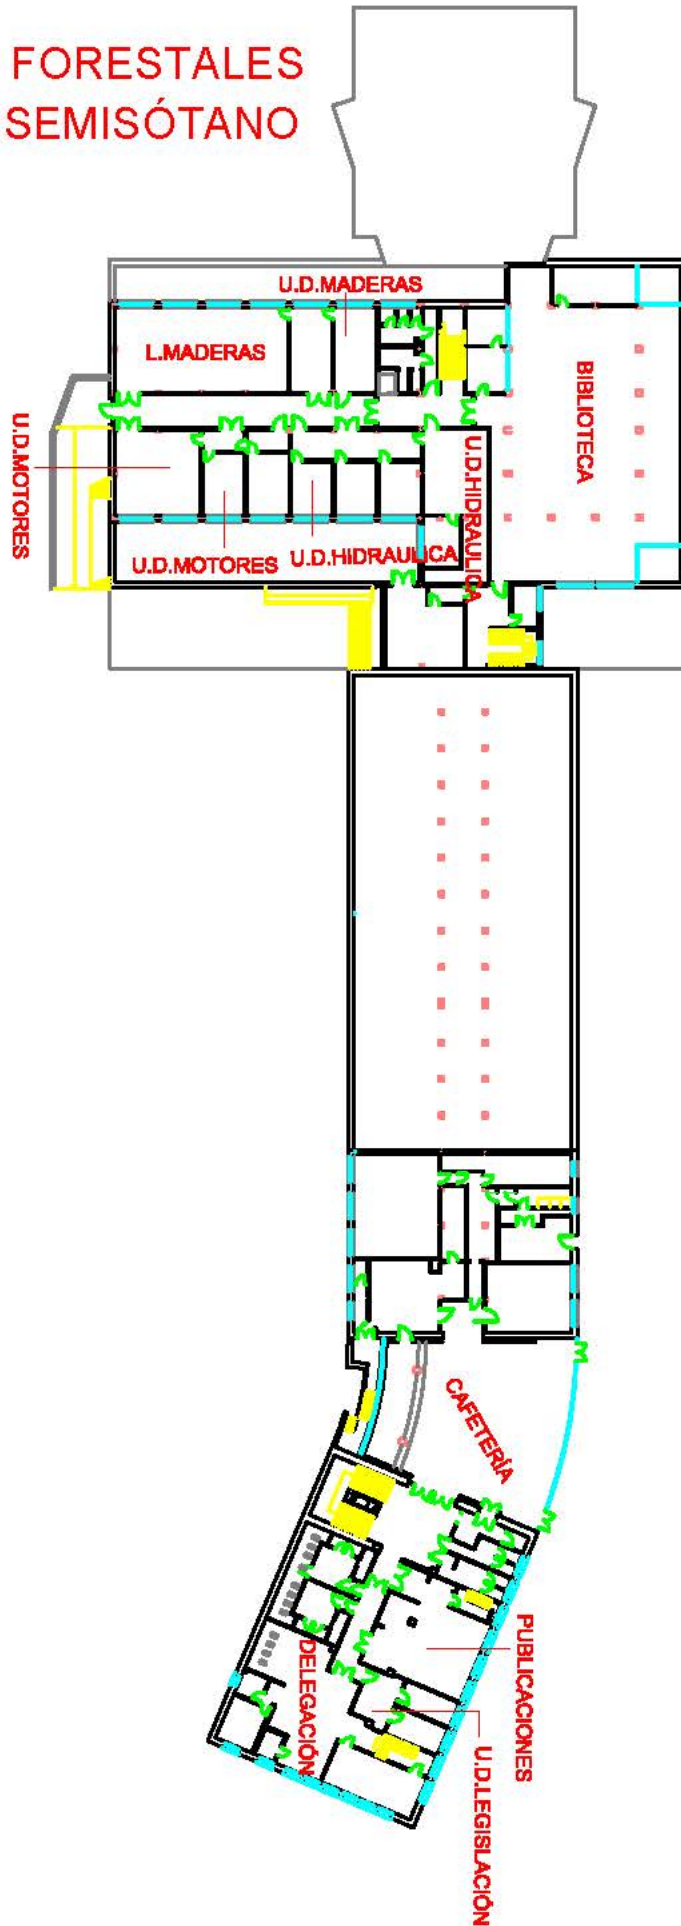 FORESTALES
SEMISÓTANO
U.D.MADERAS
L.MADERAS
BIBLIOTECA
U.D.MOTORES
U.D.MOTORES
U.D.HIDRAULICA
U.D.HIDRAULICA
CAFETERÍA
PUBLICACIONES
DELEGACIÓN
U.D.LEGISLACIÓN